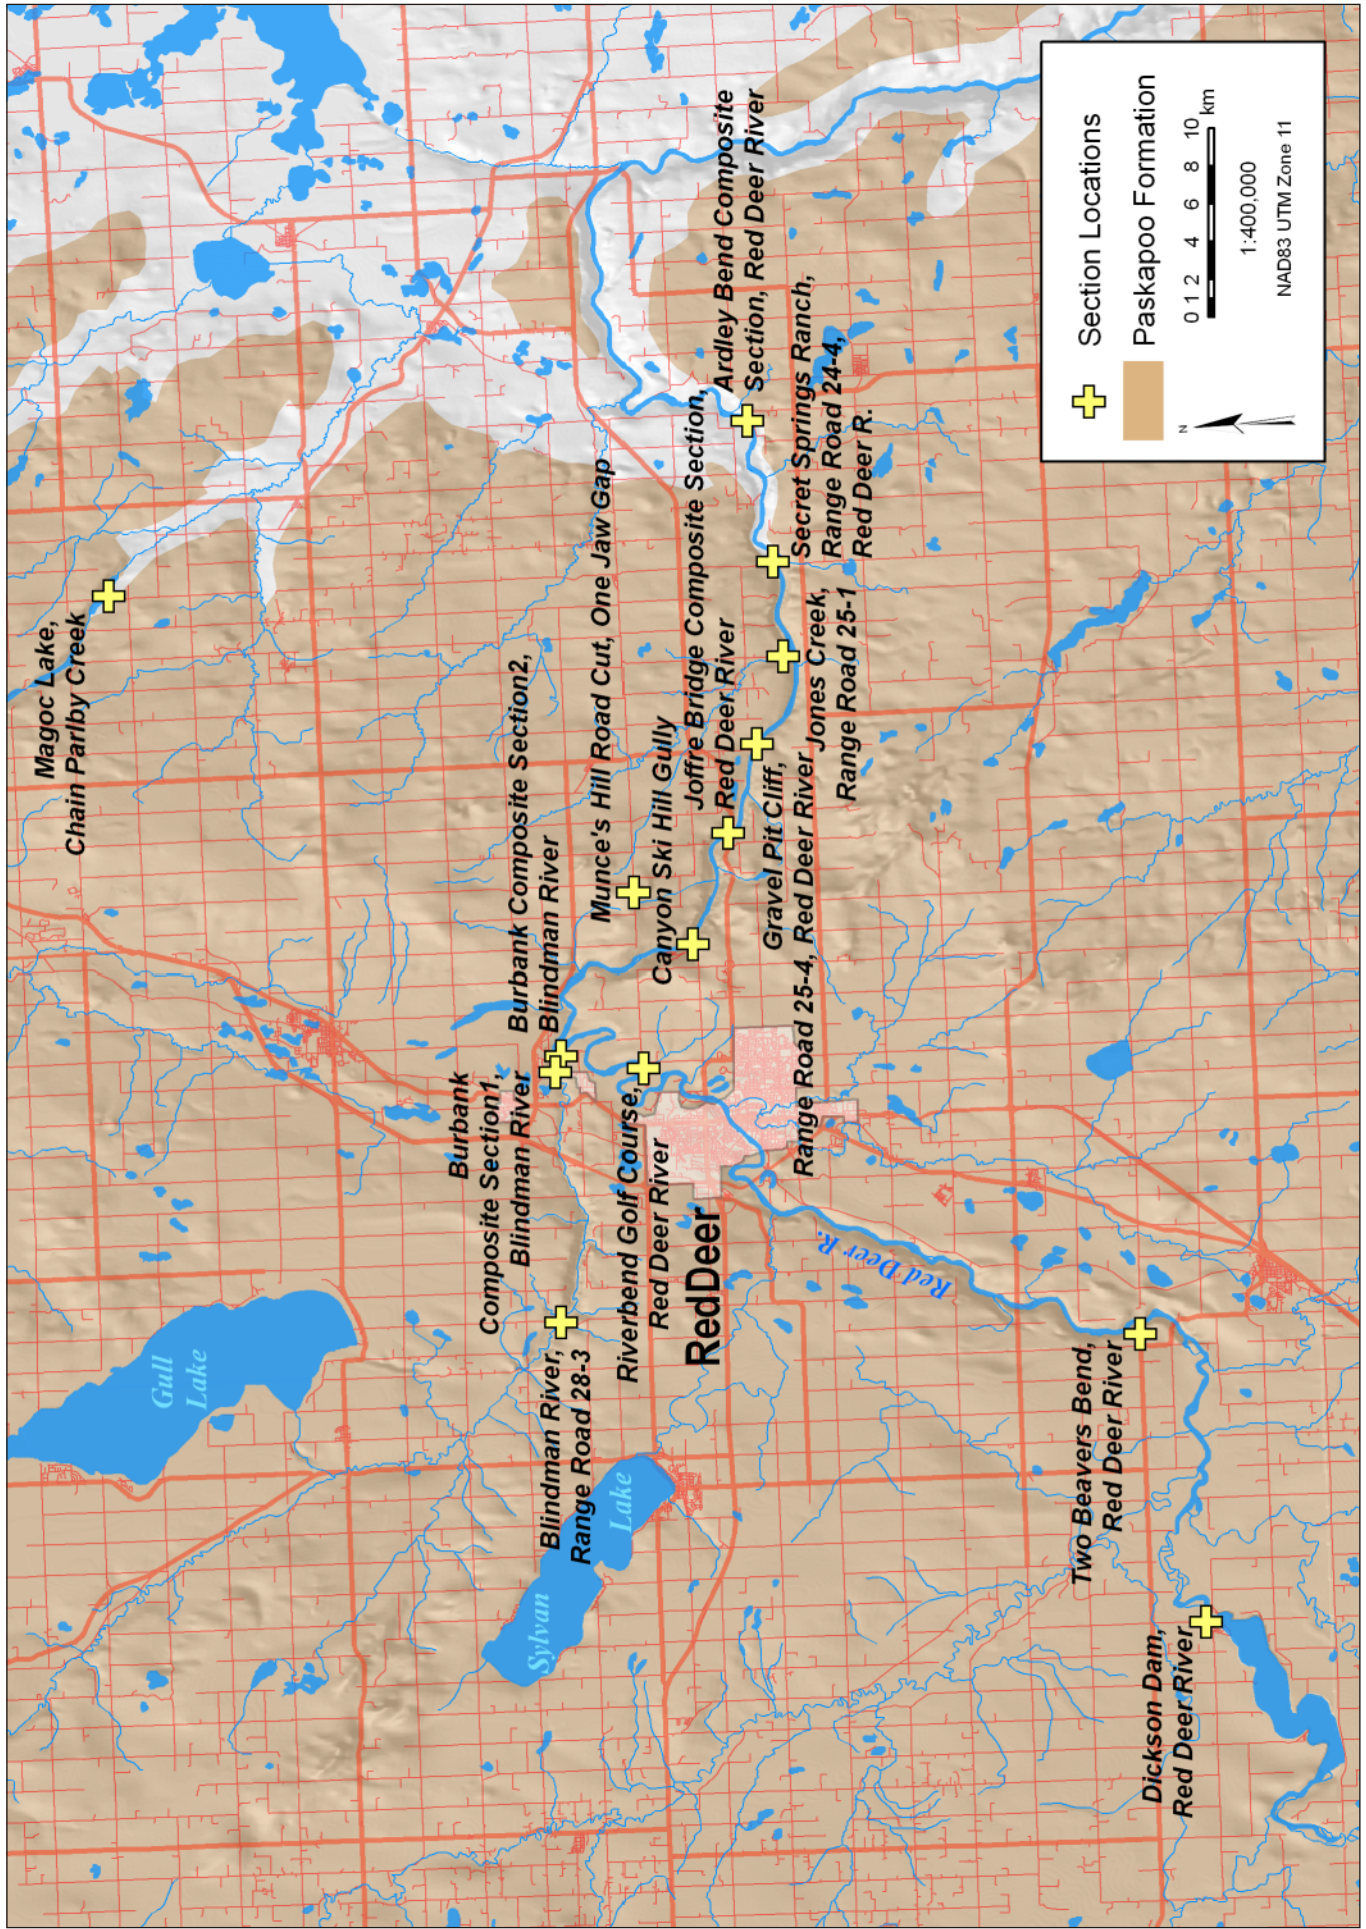 Magoc Lake,
Chain Parlby Creek
Gull
Lake
Burbank
Composite Section1,
Blindman River
Burbank Composite Section2,
Blindman River
Blindman River,
Range Road 28-3
Sylvan
Lake
Munce's Hill Road Cut, One Jaw Gap
Riverbend Golf Course,
Red Deer River
Canyon Ski Hill Gully
RedDeer
Joffre Bridge Composite Section,
Red Deer River
Ardley Bend Composite
Section, Red Deer River
Gravel Pit Cliff,
Range Road 25-4, Red Deer River
Secret Springs Ranch,
Range Road 24-4,
Red Deer R.
Jones Creek,
Range Road 25-1
Red Deer R.
Two Beavers Bend,
Red Deer River
Dickson Dam,
Red Deer River
Section Locations
Paskapoo Formation
N
0 1 2 4 6 8 10
km
1:400,000
NAD83 UTM Zone 11